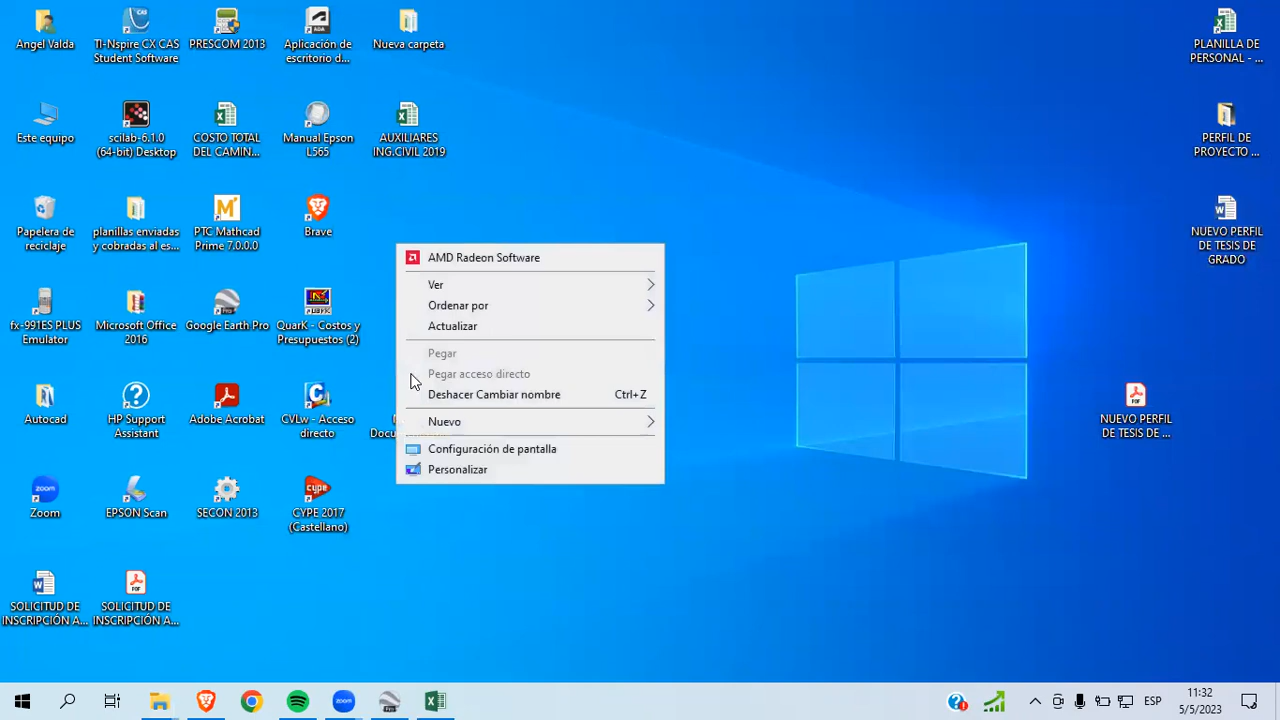 Angel Valda
TI-Nspire CX CAS
Student Software
PRESCOM 2013
Aplicación de
escritorio d...
Nueva carpeta
PLANILLA DE
PERSONAL - ...
Este equipo
scilab-6.1.0
(64-bit) Desktop
COSTO TOTAL
DEL CAMIN...
Manual Epson
L565
AUXILIARES
ING.CIVIL 2019
PERFIL DE
PROYECTO ...
Papelera de
reciclaje
planillas enviadas
y cobradas al es...
PTC Mathcad
Prime 7.0.0.0
Brave
NUEVO PERFIL
DE TESIS DE
GRADO
fx-991ES PLUS
Emulator
Microsoft Office
2016
Google Earth Pro
QuarK - Costos y
Presupuestos (2)
AMD Radeon Software
Ver
Ordenar por
Actualizar
Pegar
Pegar acceso directo
Deshacer Cambiar nombre Ctrl+Z
Nuevo
Configuración de pantalla
Personalizar
Autocad
HP Support
Assistant
Adobe Acrobat
CVLw - Acceso
directo
NUEVO PERFIL
DE TESIS DE ...
zoom
Zoom
EPSON Scan
SECON 2013
cype
CYPE 2017
(Castellano)
PDF
SOLICITUD DE
INSCRIPCIÓN A...
SOLICITUD DE
INSCRIPCIÓN A...
zoom
Pro
ESP
11:32
5/5/2023